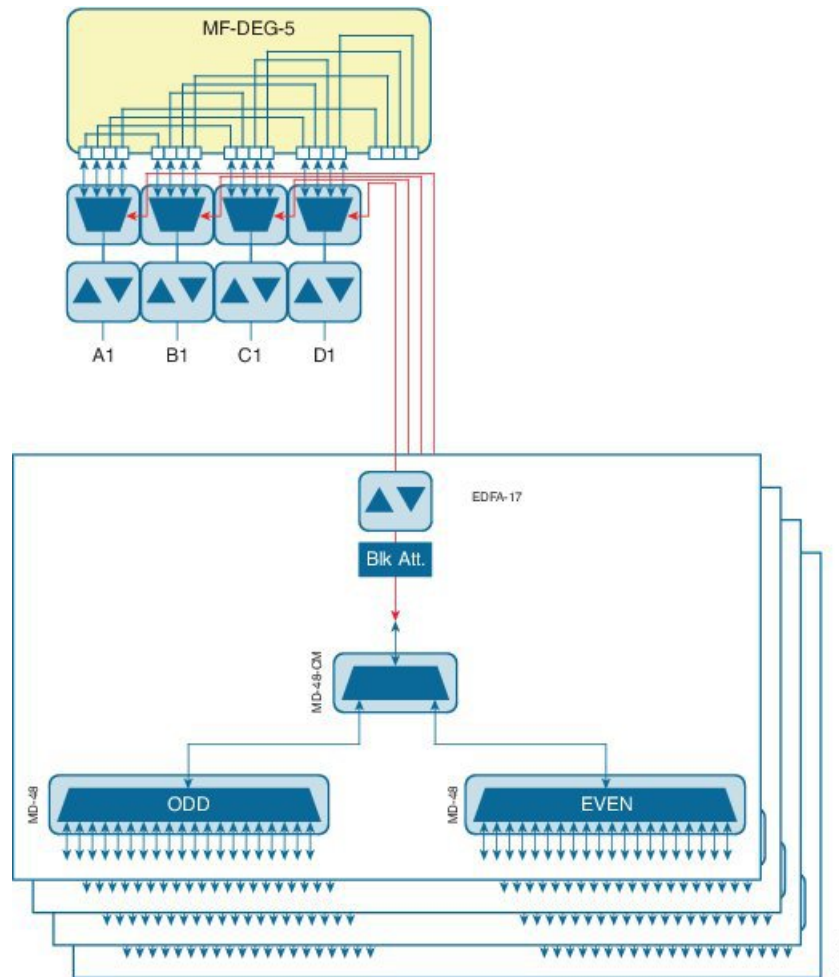 MF-DEG-5
A1
B1
C1
D1
EDFA-17
Blk Att.
MD-48-CM
MD-48
ODD
MD-48
EVEN